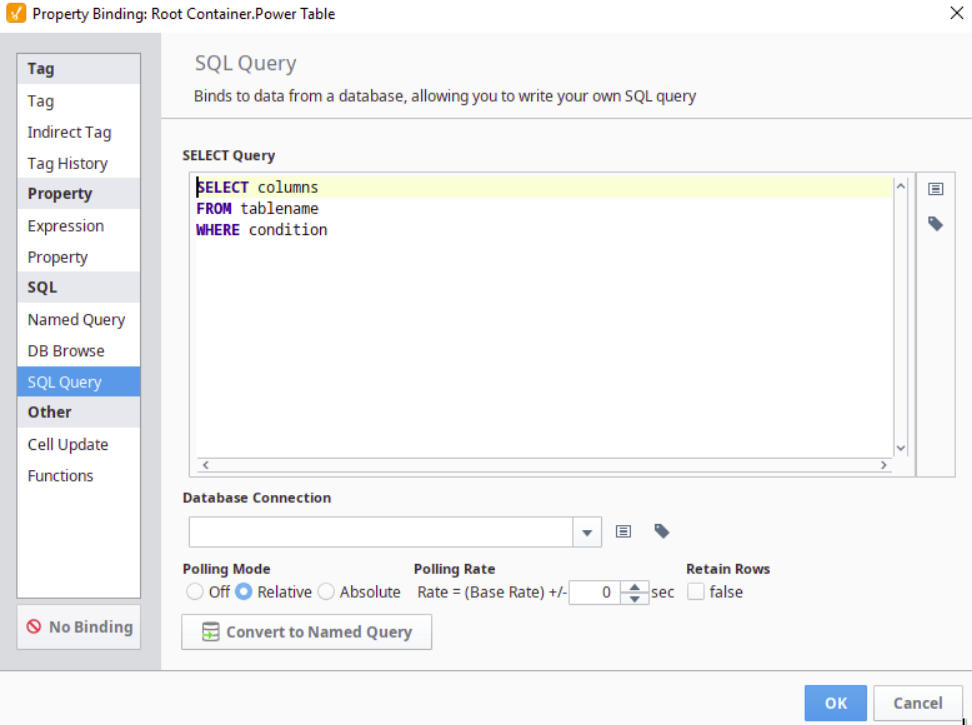 Property Binding: Root Container.Power Table
Tag
Tag
Indirect Tag
Tag History
Property
Expression
Property
SQL
Named Query
DB Browse
SQL Query
Other
Cell Update
Functions
No Binding
SQL Query
Binds to data from a database, allowing you to write your own SQL query
SELECT Query
SELECT columns
FROM tablename
WHERE condition
Database Connection
Polling Mode Polling Rate Retain Rows
Off Relative Absolute Rate = (Base Rate) +/- 0 sec false
Convert to Named Query
OK Cancel